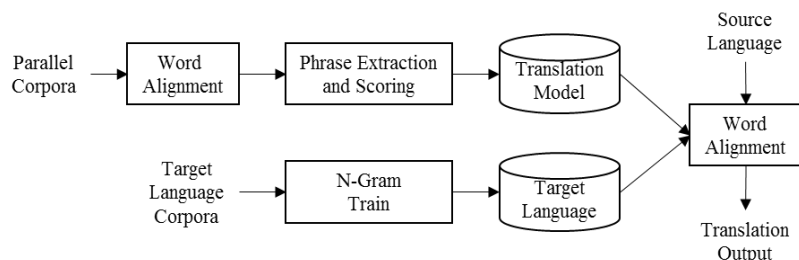 Parallel
Corpora
Word
Alignment
Phrase Extraction
and Scoring
Translation
Model
Source
Language
Word
Alignment
Target
Language
Corpora
N-Gram
Train
Target
Language
Translation
Output